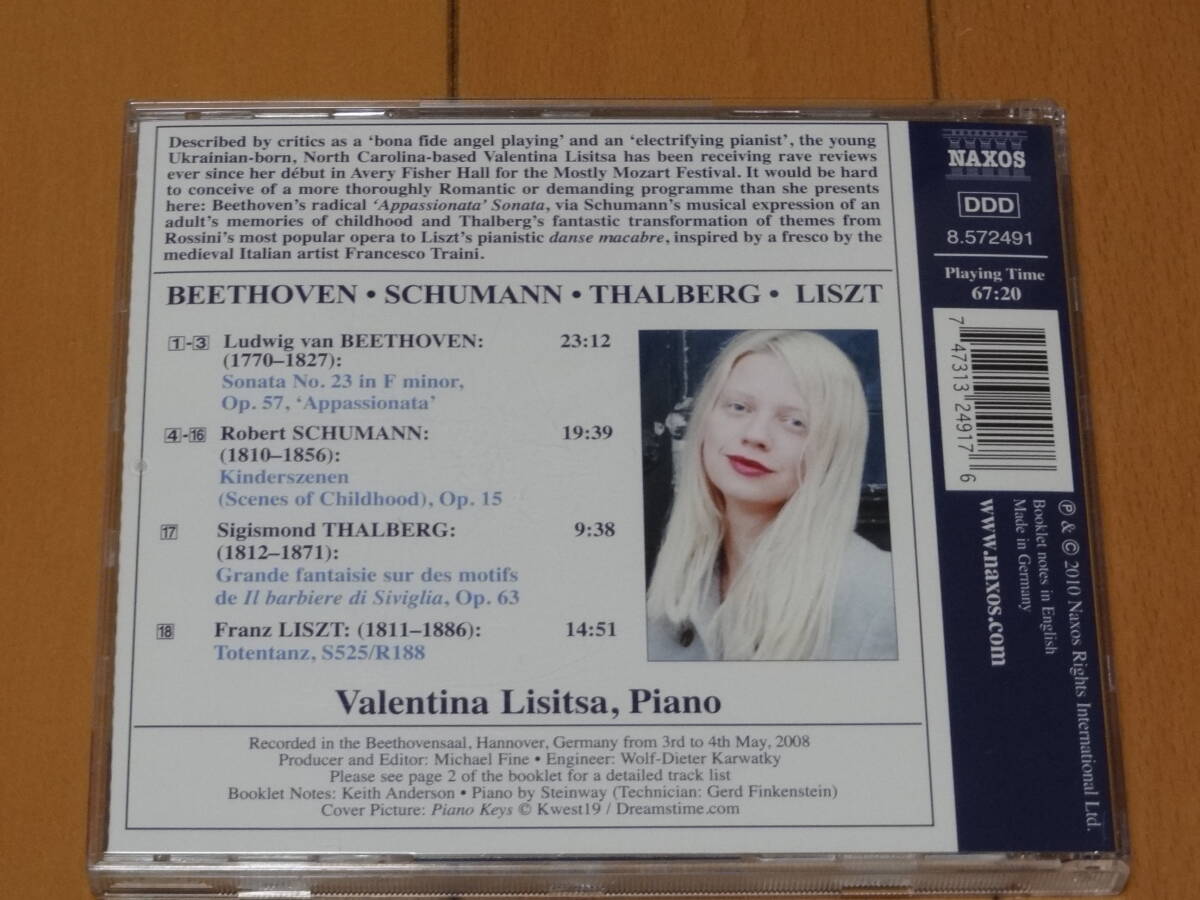 Described by critics as a ‘bona fide angel playing’ and an ‘electrifying pianist’, the young
Ukrainian-born, North Carolina-based Valentina Lisitsa has been receiving rave reviews
ever since her début in Avery Fisher Hall for the Mostly Mozart Festival. It would be hard
to conceive of a more thoroughly Romantic or demanding programme than she presents
here: Beethoven’s radical ‘Appassionata’ Sonata, via Schumann’s musical expression of an
adult’s memories of childhood and Thalberg’s fantastic transformation of themes from
Rossini’s most popular opera to Liszt’s pianistic danse macabre, inspired by a fresco by the
medieval Italian artist Francesco Traini.
BEETHOVEN • SCHUMANN • THALBERG • LISZT
1-3 Ludwig van BEETHOVEN: 23:12
(1770–1827):
Sonata No. 23 in F minor,
Op. 57, ‘Appassionata’
4-16 Robert SCHUMANN: 19:39
(1810–1856):
Kinderszenen
(Scenes of Childhood), Op. 15
17 Sigismond THALBERG: 9:38
(1812–1871):
Grande fantaisie sur des motifs
de Il barbiere di Siviglia, Op. 63
18 Franz LISZT: (1811–1886): 14:51
Totentanz, S525/R188
Valentina Lisitsa, Piano
Recorded in the Beethovensaal, Hannover, Germany from 3rd to 4th May, 2008
Producer and Editor: Michael Fine • Engineer: Wolf-Dieter Karwatky
Please see page 2 of the booklet for a detailed track list
Booklet Notes: Keith Anderson • Piano by Steinway (Technician: Gerd Finkenstein)
Cover Picture: Piano Keys © Kwest19 / Dreamstime.com
NAXOS
DDD
8.572491
Playing Time
67:20
7 47313 24917 6
℗ & © 2010 Naxos Rights International Ltd.
Booklet notes in English
Made in Germany
www.naxos.com